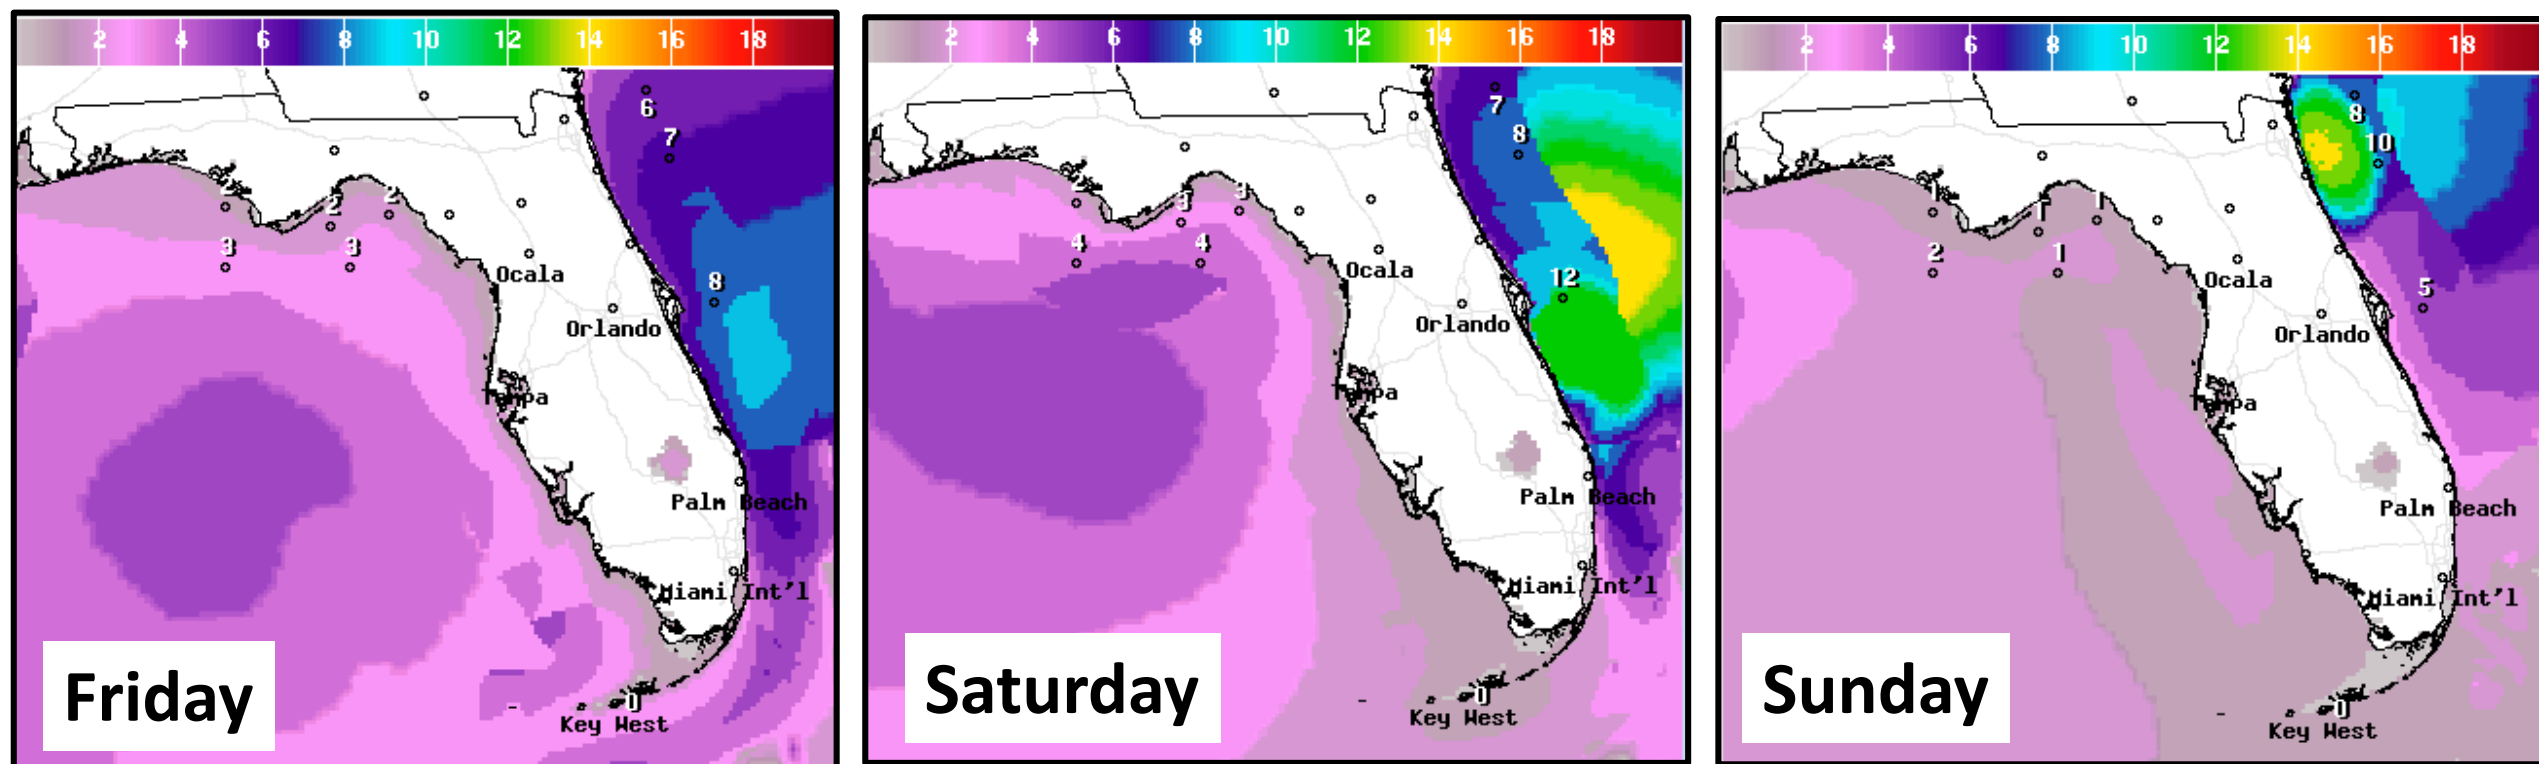 2 4 6 8 10 12 14 16 18
6
7
2 2
2
3 3
8
Ocala
Orlando
Tampa
Palm Beach
Miami Int'l
0
Key West
Friday
2 4 6 8 10 12 14 16 18
7
8
2 3
3
4 4
12
Ocala
Orlando
Tampa
Palm Beach
Miami Int'l
0
Key West
Saturday
2 4 6 8 10 12 14 16 18
8
10
1 1
1
2 1
5
Ocala
Orlando
Tampa
Palm Beach
Miami Int'l
0
Key West
Sunday